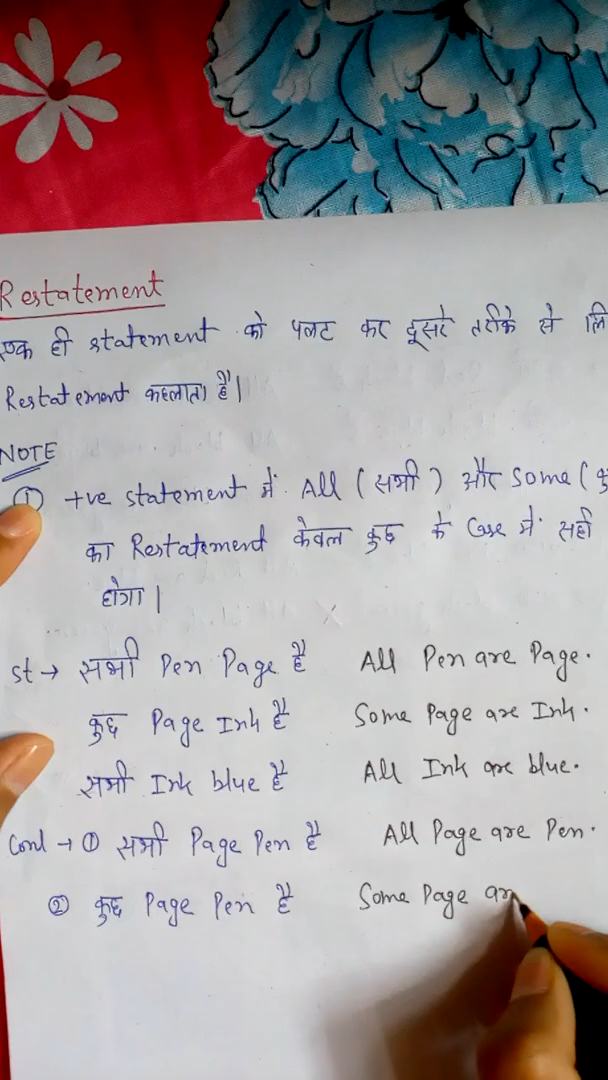 Restatement
एक ही statement को पलट कर दूसरे तरीके से
Restatement कहलाता है।
NOTE
① +ve statement में All (सभी) और Some (
का Restatement केवल कुछ के Case में सही
होगा।
st → सभी Pen Page है All Pen are Page.
कुछ Page Ink है Some Page are Ink.
सभी Ink blue है All Ink are blue.
Conl → ① सभी Page Pen है All Page are Pen.
② कुछ Page Pen है Some Page ar